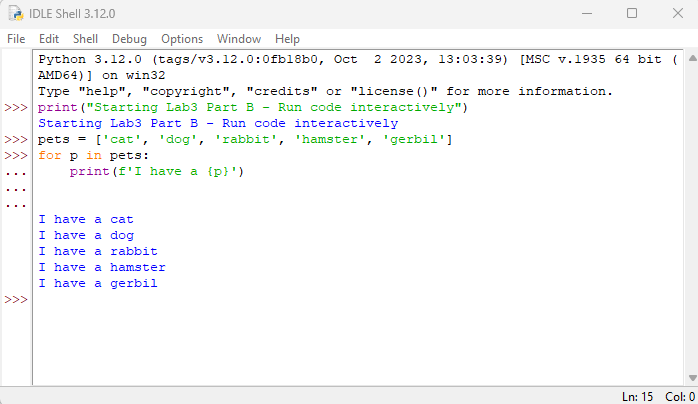 IDLE Shell 3.12.0
File Edit Shell Debug Options Window Help
Python 3.12.0 (tags/v3.12.0:0fb18b0, Oct  2 2023, 13:03:39) [MSC v.1935 64 bit (
AMD64)] on win32
Type "help", "copyright", "credits" or "license()" for more information.
>>> print("Starting Lab3 Part B - Run code interactively")
Starting Lab3 Part B - Run code interactively
>>> pets = ['cat', 'dog', 'rabbit', 'hamster', 'gerbil']
>>> for p in pets:
...     print(f'I have a {p}')
...
...
I have a cat
I have a dog
I have a rabbit
I have a hamster
I have a gerbil
>>>
Ln: 15 Col: 0